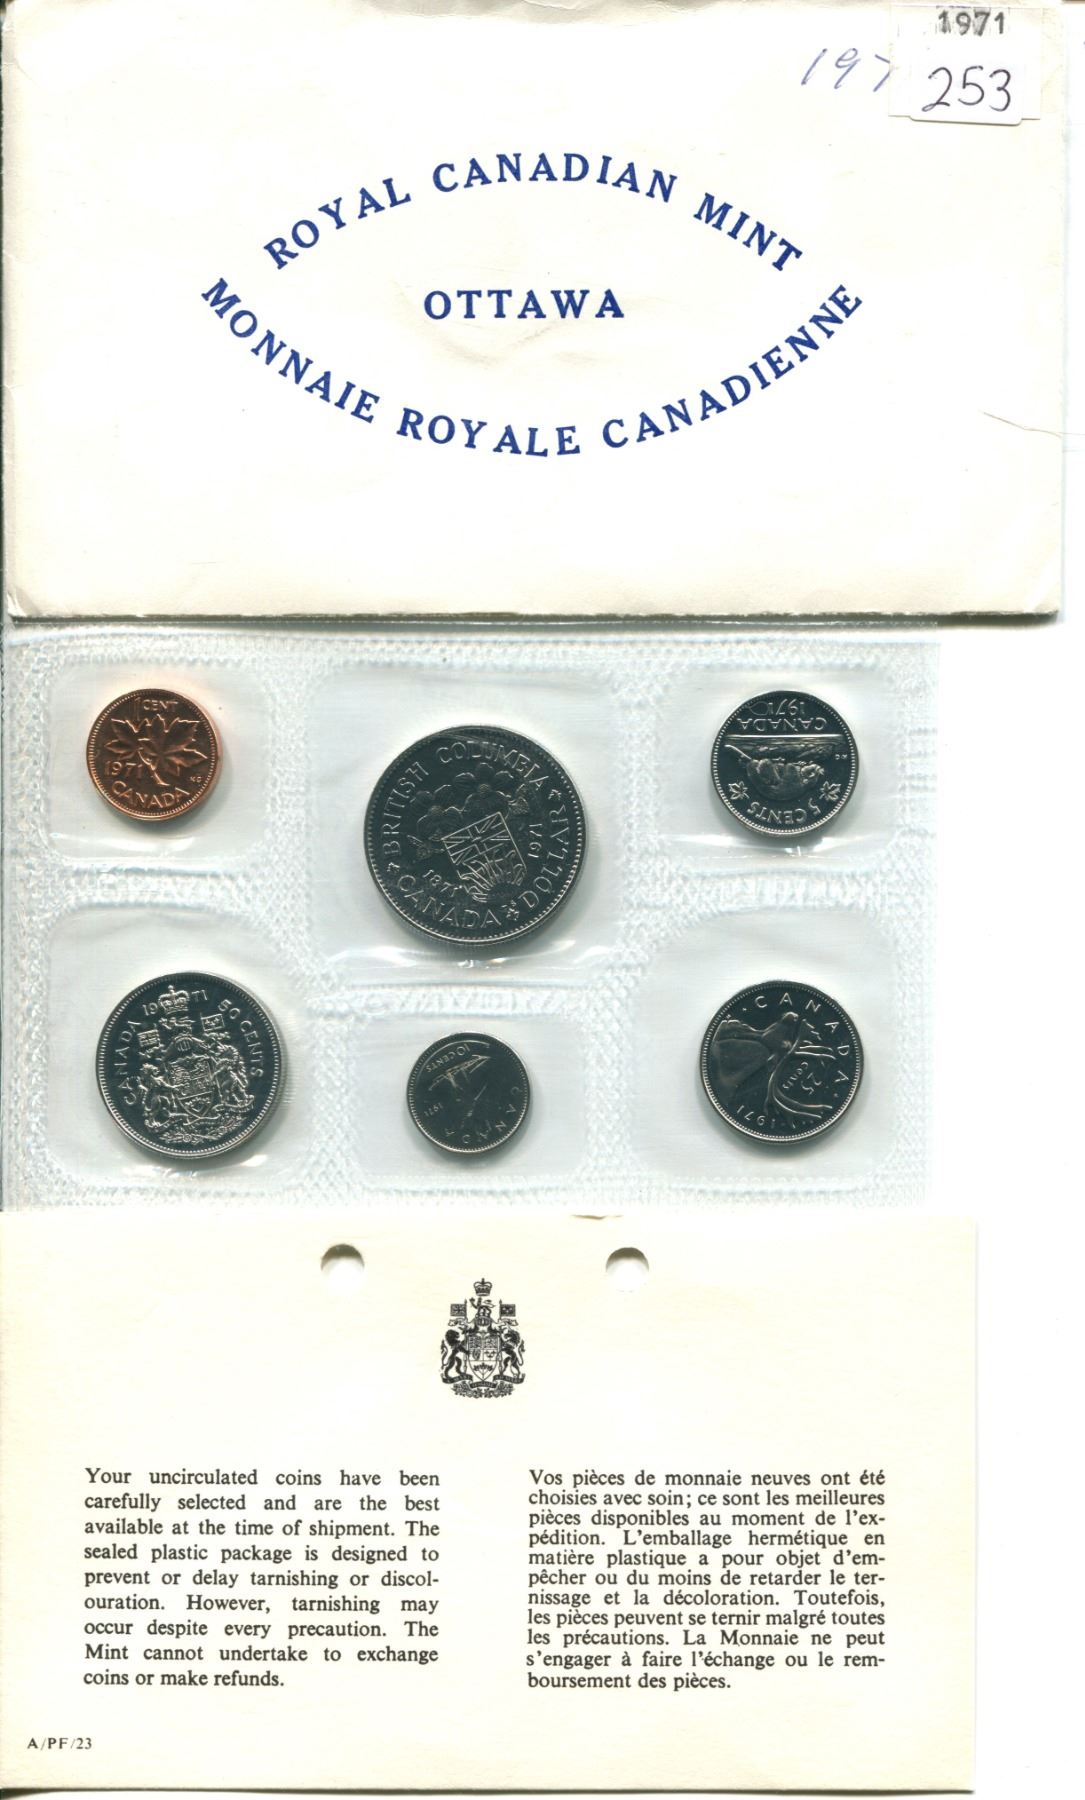 1971
197
253
ROYAL CANADIAN MINT
OTTAWA
MONNAIE ROYALE CANADIENNE
1 CENT
1971
KG
CANADA
BRITISH COLUMBIA
1871 1971
CANADA DOLLAR
5 CENTS
CANADA
1971
CANADA 1971 50 CENTS
CANADA
1971
10 CENTS
CANADA
25
CENTS
1971
Your uncirculated coins have been
carefully selected and are the best
available at the time of shipment. The
sealed plastic package is designed to
prevent or delay tarnishing or discol-
ouration. However, tarnishing may
occur despite every precaution. The
Mint cannot undertake to exchange
coins or make refunds.
Vos pièces de monnaie neuves ont été
choisies avec soin; ce sont les meilleures
pièces disponibles au moment de l'ex-
pédition. L'emballage hermétique en
matière plastique a pour objet d'em-
pêcher ou du moins de retarder le ter-
nissage et la décoloration. Toutefois,
les pièces peuvent se ternir malgré toutes
les précautions. La Monnaie ne peut
s'engager à faire l'échange ou le rem-
boursement des pièces.
A/PF/23